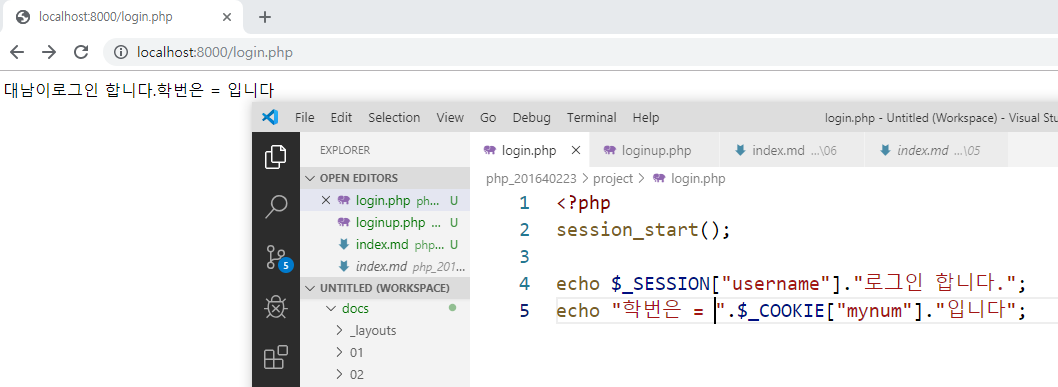 localhost:8000/login.php
localhost:8000/login.php
대남이로그인 합니다.학번은 = 입니다
File Edit Selection View Go Debug Terminal Help
login.php - Untitled (Workspace) - Visual Stu
EXPLORER
OPEN EDITORS
login.php ph... U
loginup.php ... U
index.md php... U
index.md php_201...
UNTITLED (WORKSPACE)
docs
_layouts
01
02
5
login.php
loginup.php
index.md ...\06
index.md ...\05
php_201640223 > project > login.php
1 <?php
2 session_start();
3
4 echo $_SESSION["username"]."로그인 합니다.";
5 echo "학번은 = ".$_COOKIE["mynum"]."입니다";